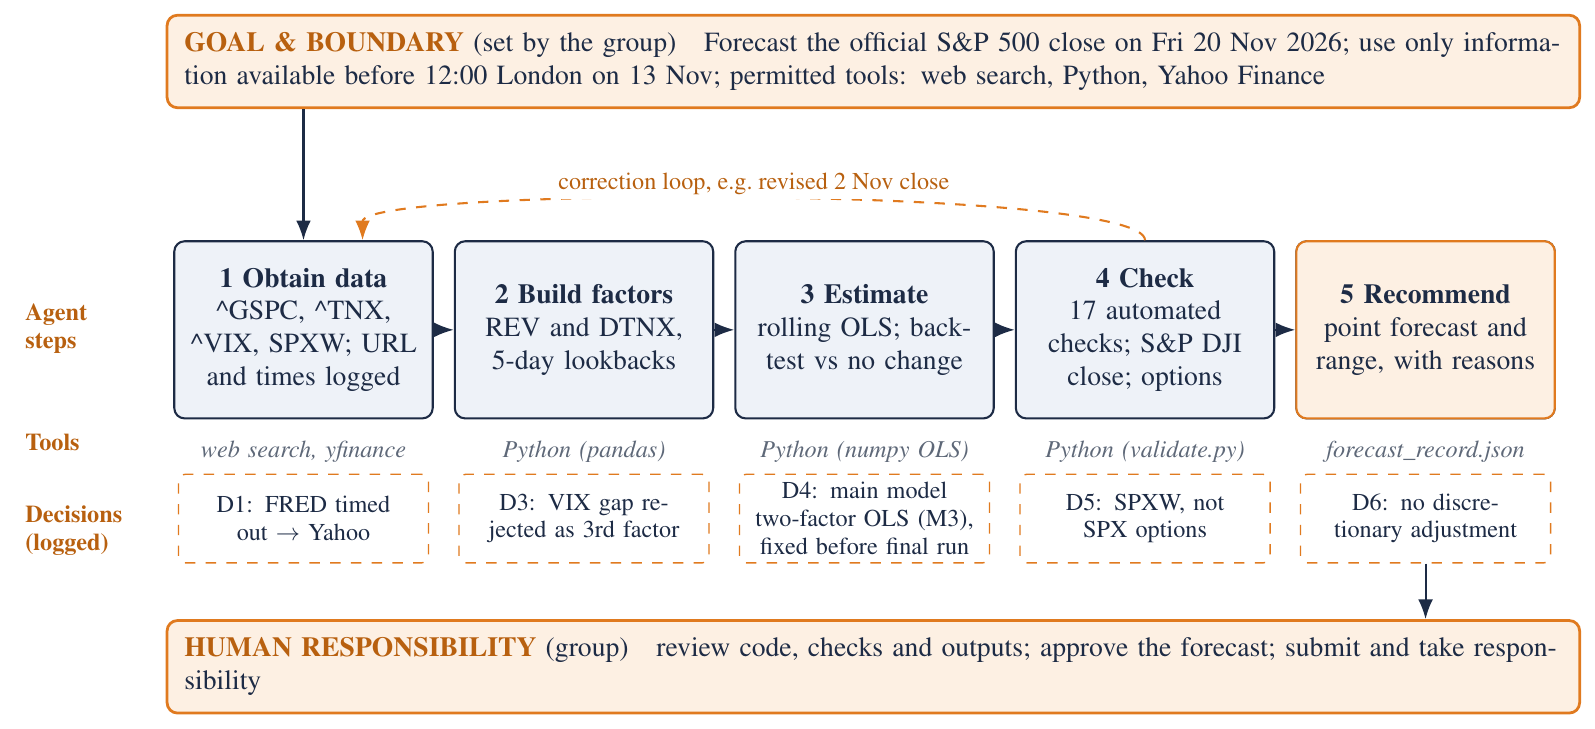 GOAL & BOUNDARY (set by the group) Forecast the official S&P 500 close on Fri 20 Nov 2026; use only informa-
tion available before 12:00 London on 13 Nov; permitted tools: web search, Python, Yahoo Finance
correction loop, e.g. revised 2 Nov close
Agent
steps
1 Obtain data
^GSPC, ^TNX,
^VIX, SPXW; URL
and times logged
2 Build factors
REV and DTNX,
5-day lookbacks
3 Estimate
rolling OLS; back-
test vs no change
4 Check
17 automated
checks; S&P DJI
close; options
5 Recommend
point forecast and
range, with reasons
Tools
web search, yfinance
Python (pandas)
Python (numpy OLS)
Python (validate.py)
forecast_record.json
Decisions
(logged)
D1: FRED timed
out → Yahoo
D3: VIX gap re-
jected as 3rd factor
D4: main model
two-factor OLS (M3),
fixed before final run
D5: SPXW, not
SPX options
D6: no discre-
tionary adjustment
HUMAN RESPONSIBILITY (group) review code, checks and outputs; approve the forecast; submit and take respon-
sibility